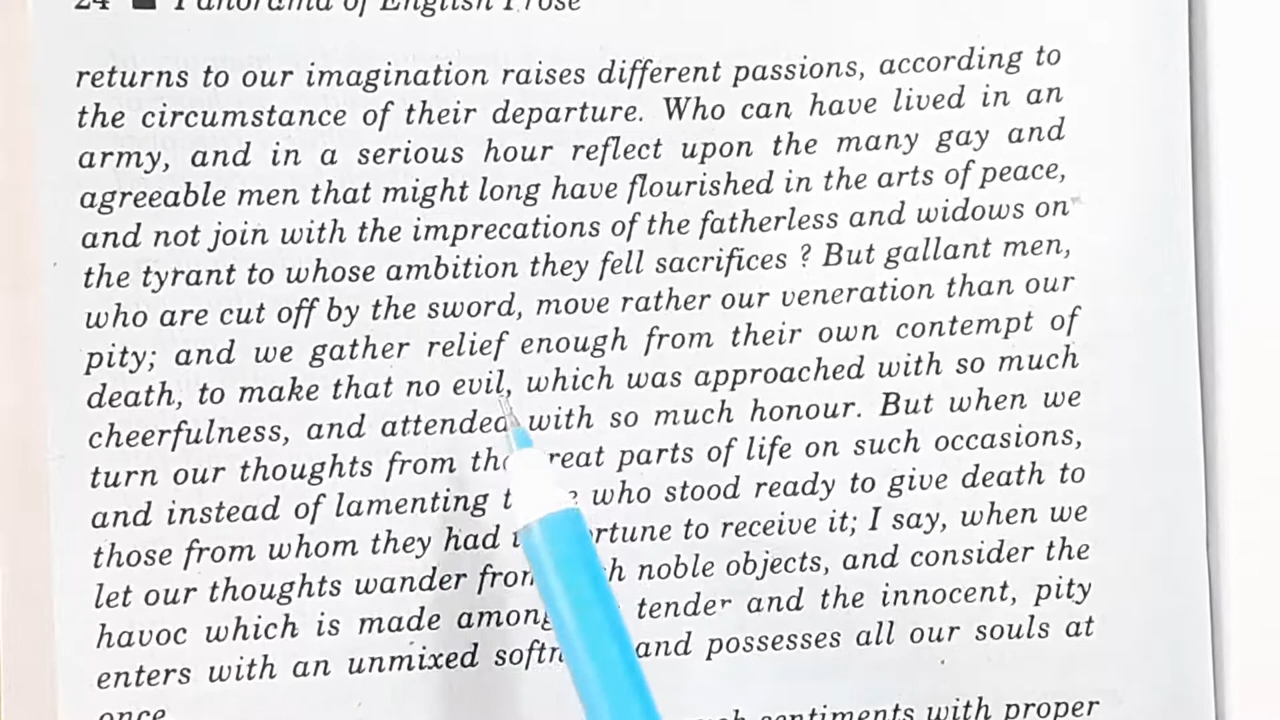 24 ■ Panorama of English Prose
returns to our imagination raises different passions, according to
the circumstance of their departure. Who can have lived in an
army, and in a serious hour reflect upon the many gay and
agreeable men that might long have flourished in the arts of peace,
and not join with the imprecations of the fatherless and widows on
the tyrant to whose ambition they fell sacrifices ? But gallant men,
who are cut off by the sword, move rather our veneration than our
pity; and we gather relief enough from their own contempt of
death, to make that no evil, which was approached with so much
cheerfulness, and attended with so much honour. But when we
turn our thoughts from the great parts of life on such occasions,
and instead of lamenting who stood ready to give death to
those from whom they had to receive it; I say, when we
let our thoughts wander from noble objects, and consider the
havoc which is made among tender and the innocent, pity
enters with an unmixed and possesses all our souls at
once
sentiments with proper